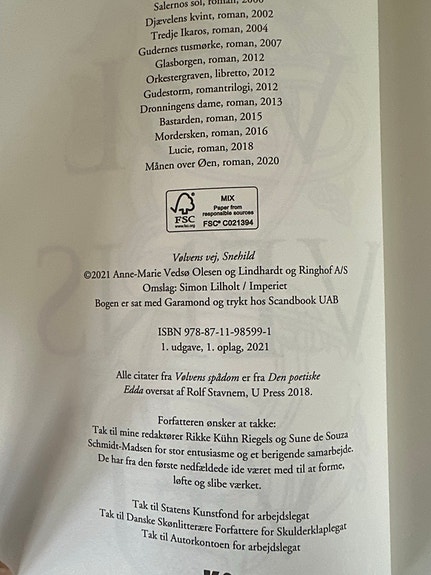 Salernos sol, roman, 2000
Djævelens kvint, roman, 2002
Tredje Ikaros, roman, 2004
Gudernes tusmørke, roman, 2007
Glasborgen, roman, 2012
Orkestergraven, libretto, 2012
Gudestorm, romantrilogi, 2012
Dronningens dame, roman, 2013
Bastarden, roman, 2015
Mordersken, roman, 2016
Lucie, roman, 2018
Månen over Øen, roman, 2020
FSC
www.fsc.org
MIX
Paper from
responsible sources
FSC® C021394
Vølvens vej, Snehild
©2021 Anne-Marie Vedsø Olesen og Lindhardt og Ringhof A/S
Omslag: Simon Lilholt / Imperiet
Bogen er sat med Garamond og trykt hos Scandbook UAB
ISBN 978-87-11-98599-1
1. udgave, 1. oplag, 2021
Alle citater fra Vølvens spådom er fra Den poetiske
Edda oversat af Rolf Stavnem, U Press 2018.
Forfatteren ønsker at takke:
Tak til mine redaktører Rikke Kühn Riegels og Sune de Souza
Schmidt-Madsen for stor entusiasme og et berigende samarbejde.
De har fra den første nedfældede ide været med til at forme,
løfte og slibe værket.
Tak til Statens Kunstfond for arbejdslegat
Tak til Danske Skønlitterære Forfattere for Skulderklaplegat
Tak til Autorkontoen for arbejdslegat